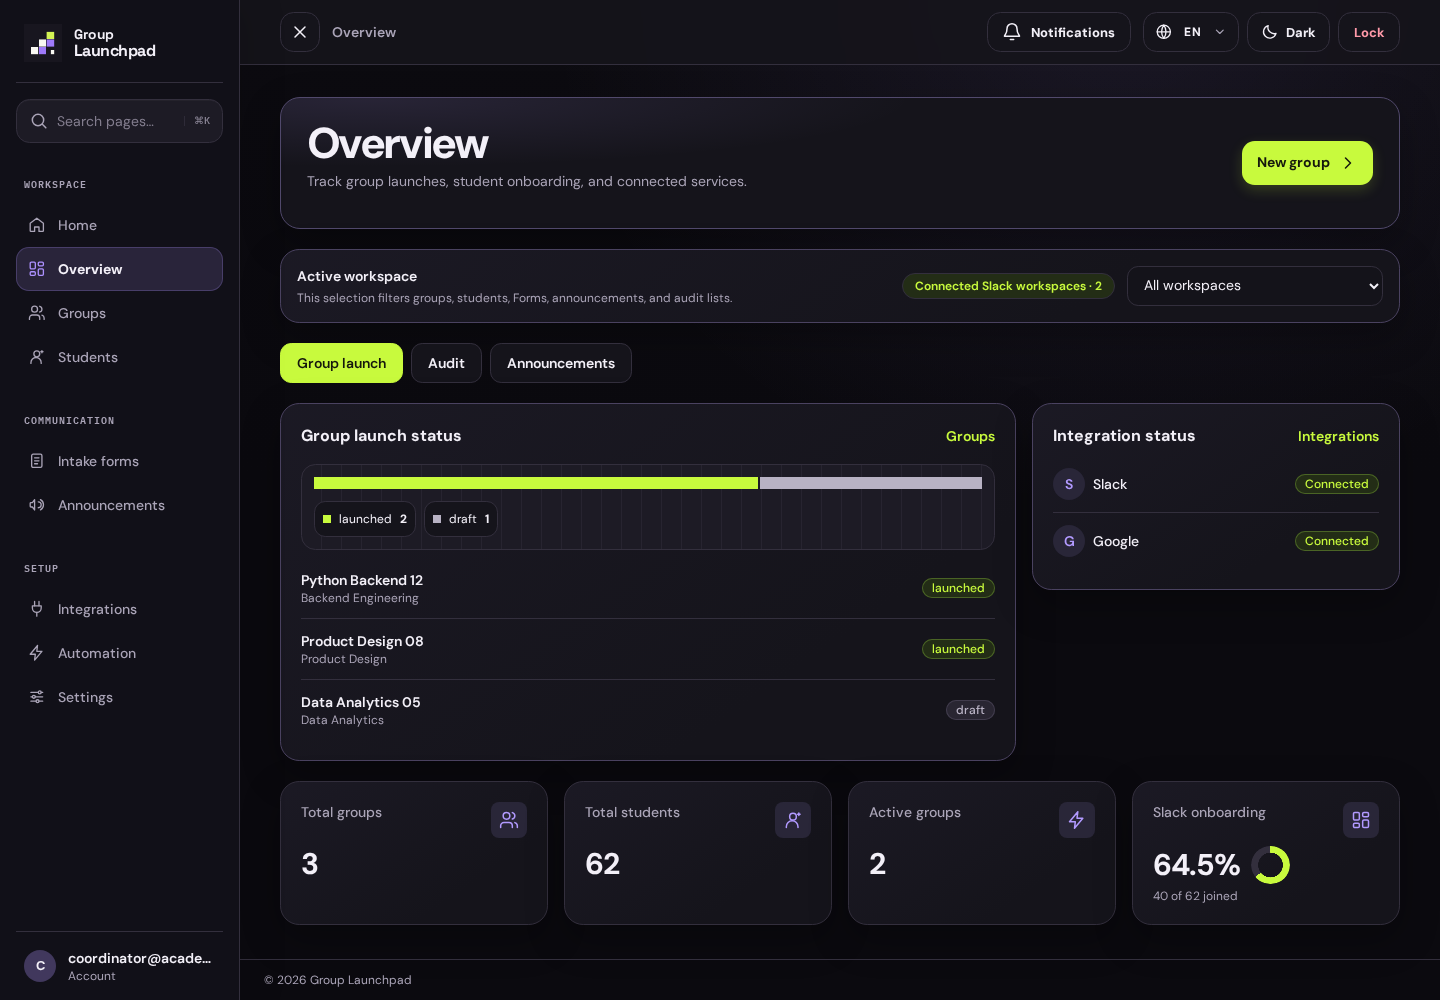 Group
Launchpad
Search pages...
⌘K
WORKSPACE
Home
Overview
Groups
Students
COMMUNICATION
Intake forms
Announcements
SETUP
Integrations
Automation
Settings
C
coordinator@acade...
Account
Overview
Notifications
EN
Dark
Lock
Overview
Track group launches, student onboarding, and connected services.
New group
Active workspace
This selection filters groups, students, Forms, announcements, and audit lists.
Connected Slack workspaces · 2
All workspaces
Group launch
Audit
Announcements
Group launch status
Groups
launched 2
draft 1
Python Backend 12
Backend Engineering
launched
Product Design 08
Product Design
launched
Data Analytics 05
Data Analytics
draft
Integration status
Integrations
S
Slack
Connected
G
Google
Connected
Total groups
3
Total students
62
Active groups
2
Slack onboarding
64.5%
40 of 62 joined
© 2026 Group Launchpad